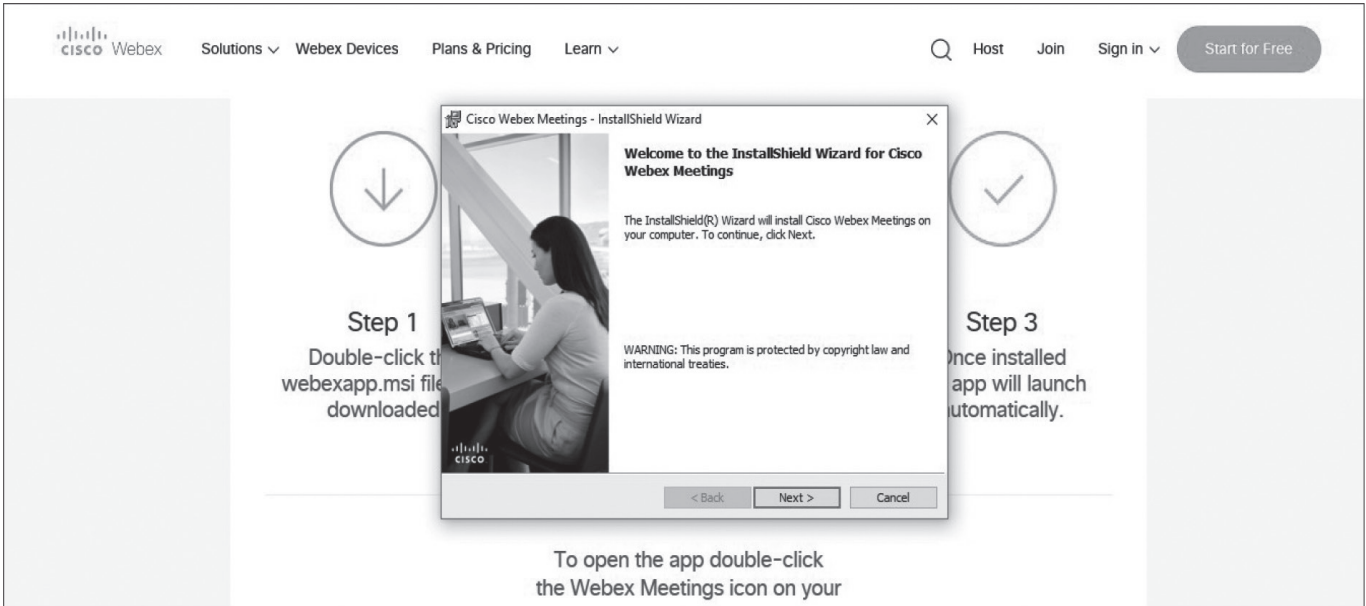 cisco Webex
Solutions Webex Devices Plans & Pricing Learn Host Join Sign in Start for Free
Cisco Webex Meetings - InstallShield Wizard
Welcome to the InstallShield Wizard for Cisco
Webex Meetings
The InstallShield(R) Wizard will install Cisco Webex Meetings on
your computer. To continue, click Next.
WARNING: This program is protected by copyright law and
international treaties.
CISCO
< Back Next > Cancel
Step 1
Double-click
webexapp.msi
downloaded
Step 3
installed
app will launch
To open the app double-click
the Webex Meetings icon on your